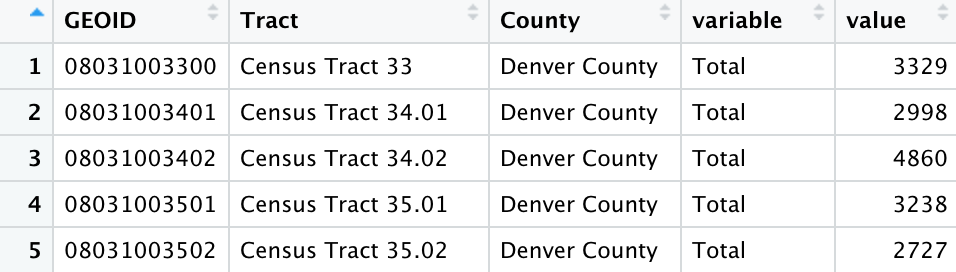 GEOID Tract County variable value
1 08031003300 Census Tract 33 Denver County Total 3329
2 08031003401 Census Tract 34.01 Denver County Total 2998
3 08031003402 Census Tract 34.02 Denver County Total 4860
4 08031003501 Census Tract 35.01 Denver County Total 3238
5 08031003502 Census Tract 35.02 Denver County Total 2727